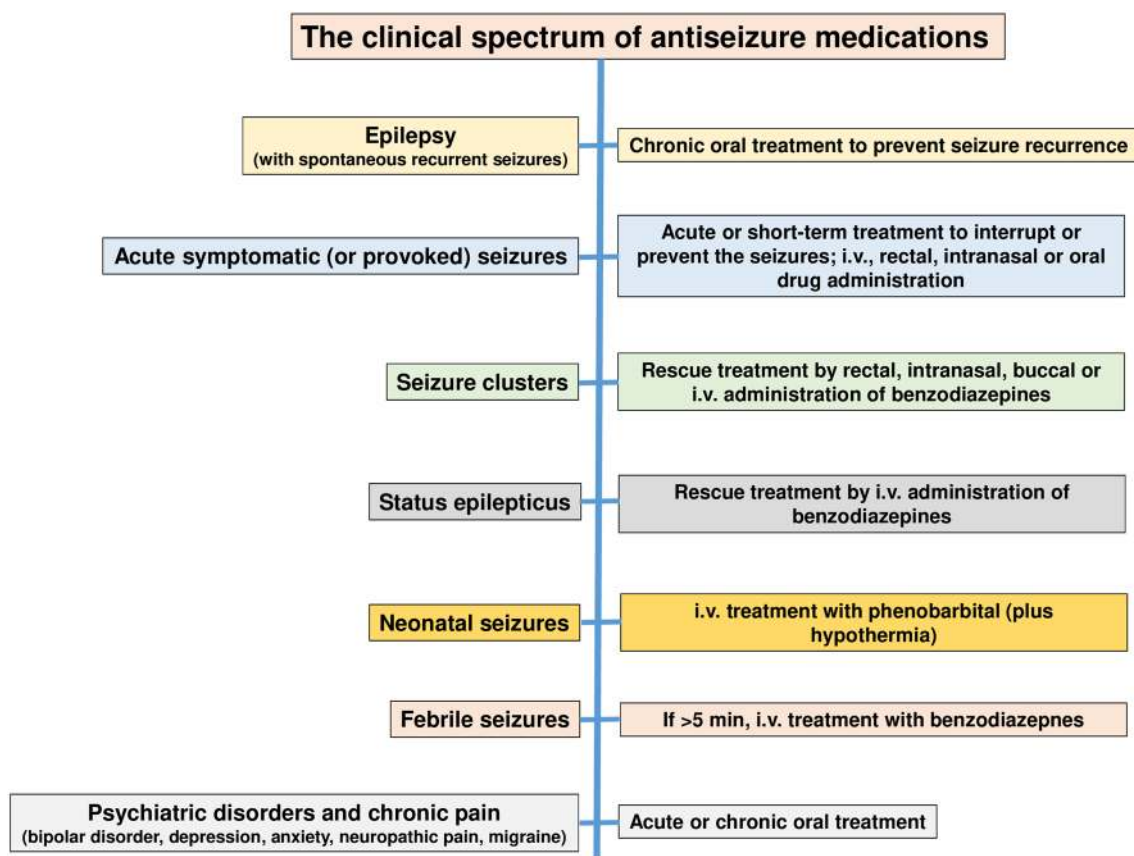 The clinical spectrum of antiseizure medications
Epilepsy
(with spontaneous recurrent seizures)
Chronic oral treatment to prevent seizure recurrence
Acute symptomatic (or provoked) seizures
Acute or short-term treatment to interrupt or
prevent the seizures; i.v., rectal, intranasal or oral
drug administration
Seizure clusters
Rescue treatment by rectal, intranasal, buccal or
i.v. administration of benzodiazepines
Status epilepticus
Rescue treatment by i.v. administration of
benzodiazepines
Neonatal seizures
i.v. treatment with phenobarbital (plus
hypothermia)
Febrile seizures
If >5 min, i.v. treatment with benzodiazepnes
Psychiatric disorders and chronic pain
(bipolar disorder, depression, anxiety, neuropathic pain, migraine)
Acute or chronic oral treatment